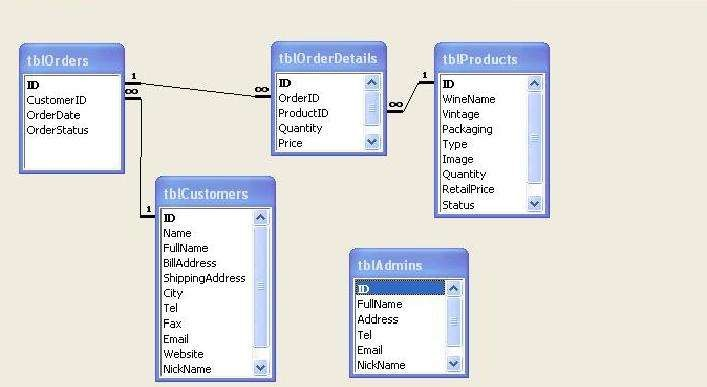 tblOrders
ID
CustomerID
OrderDate
OrderStatus
1
∞
tblOrderDetails
ID
OrderID
ProductID
Quantity
Price
∞
∞
tblProducts
1
ID
WineName
Vintage
Packaging
Type
Image
Quantity
RetailPrice
Status
tblCustomers
1
ID
Name
FullName
BillAddress
ShippingAddress
City
Tel
Fax
Email
Website
NickName
tblAdmins
ID
FullName
Address
Tel
Email
NickName